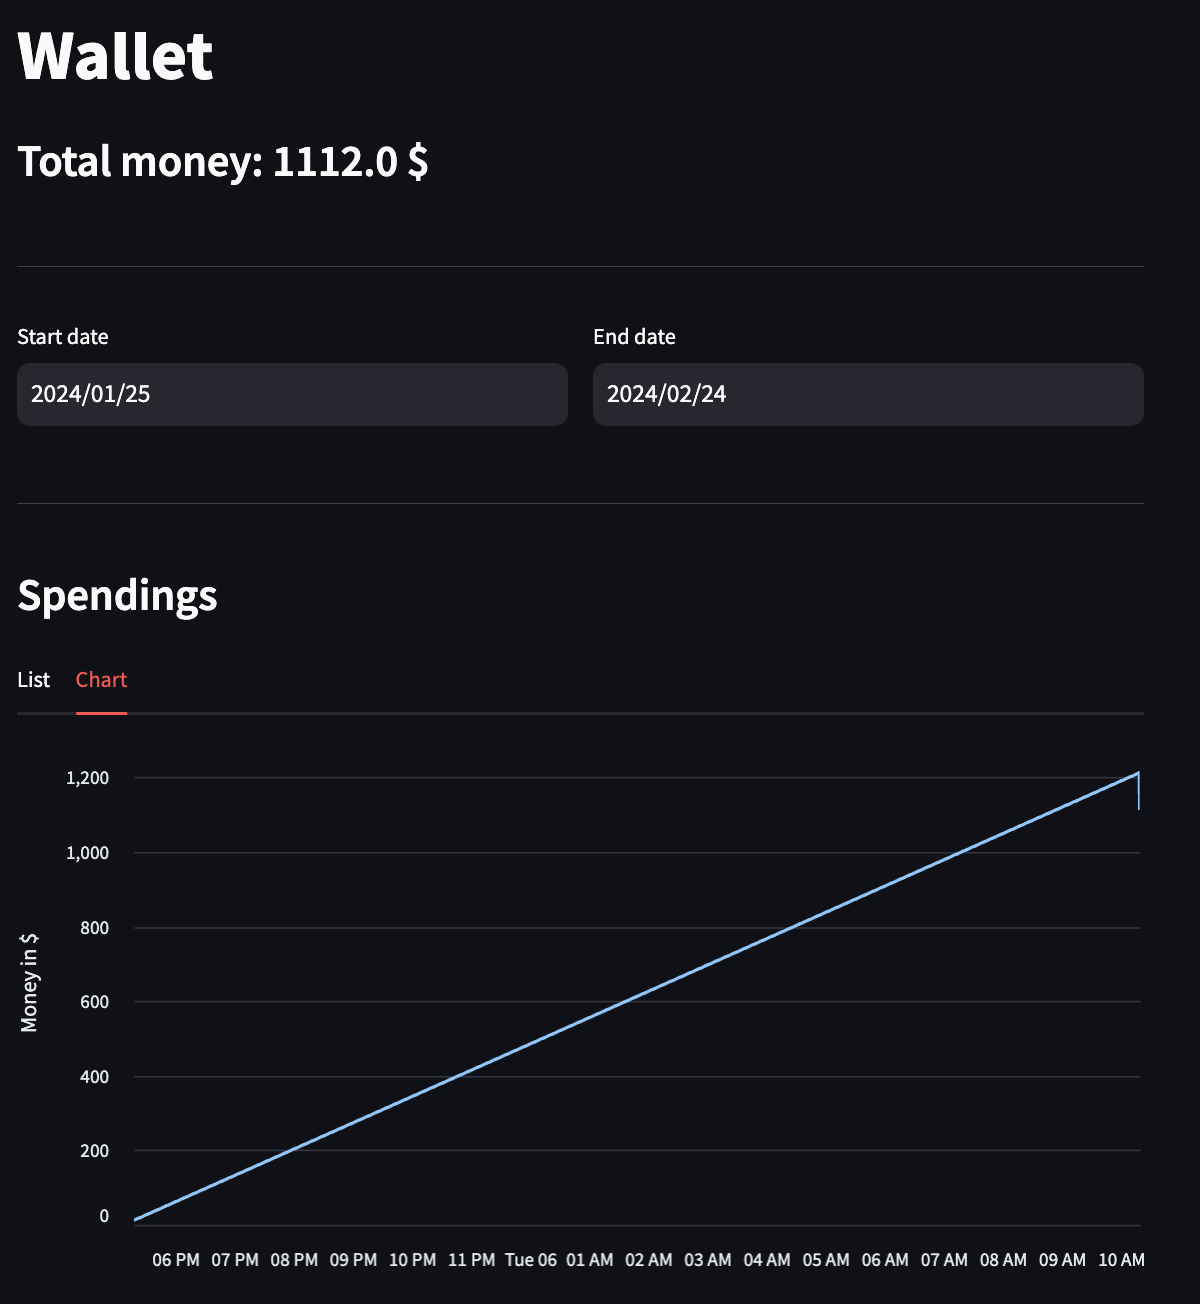 Wallet
Total money: 1112.0 $
Start date
End date
2024/01/25
2024/02/24
Spendings
List
Chart
1,200
1,000
800
600
400
200
0
Money in $
06 PM 07 PM 08 PM 09 PM 10 PM 11 PM Tue 06 01 AM 02 AM 03 AM 04 AM 05 AM 06 AM 07 AM 08 AM 09 AM 10 AM